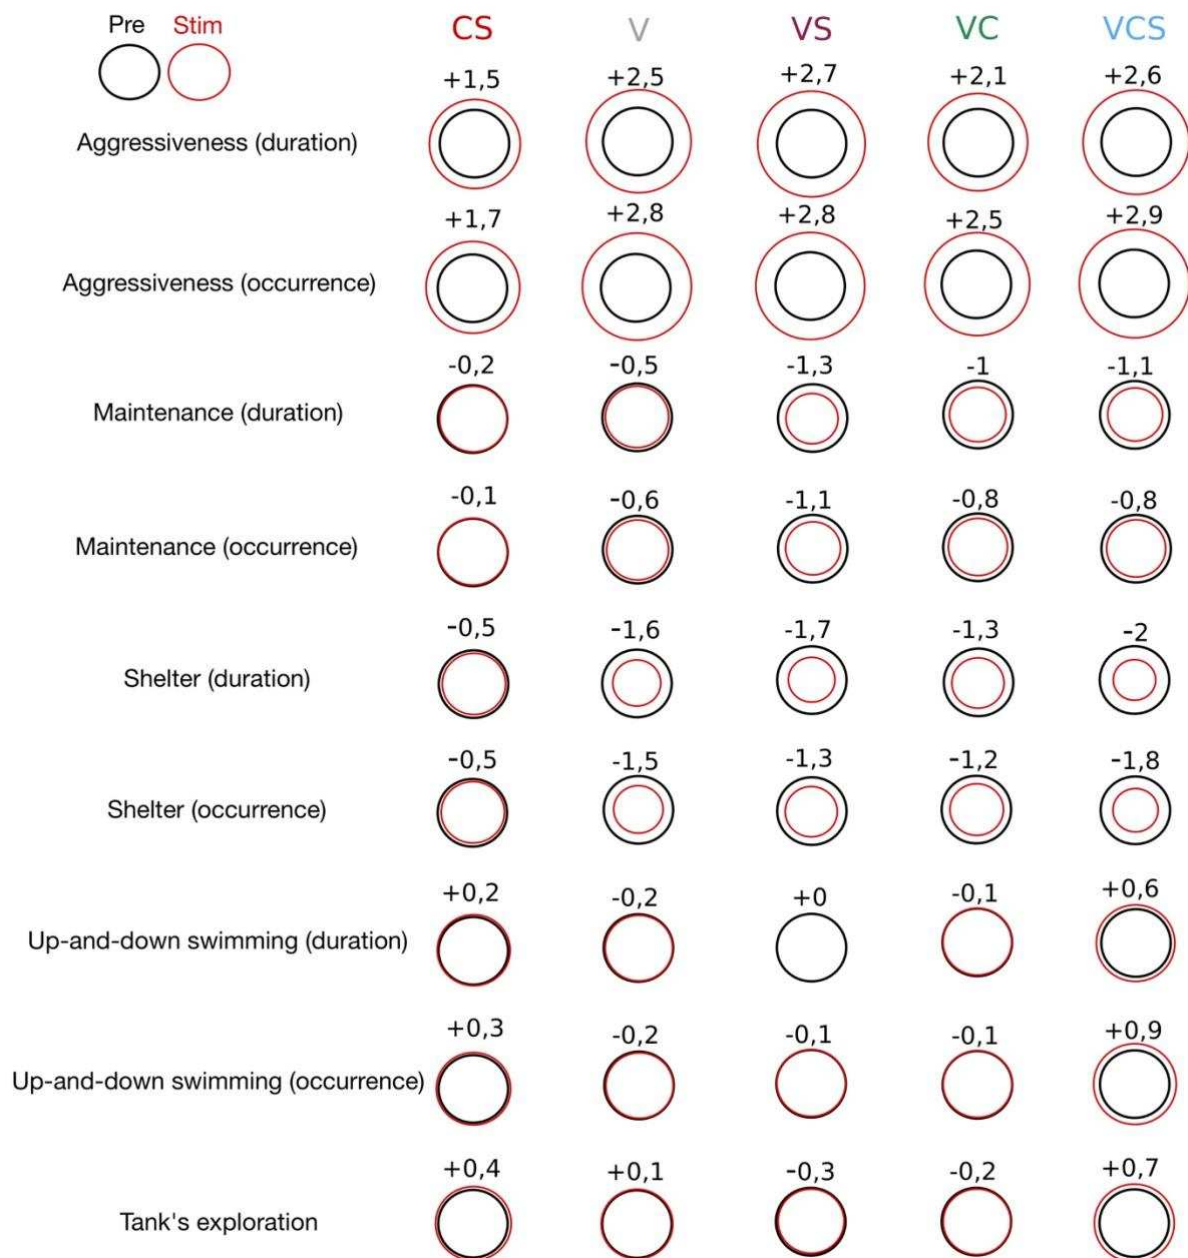 Pre Stim CS V VS VC VCS
+1,5 +2,5 +2,7 +2,1 +2,6
Aggressiveness (duration)
+1,7 +2,8 +2,8 +2,5 +2,9
Aggressiveness (occurrence)
-0,2 -0,5 -1,3 -1 -1,1
Maintenance (duration)
-0,1 -0,6 -1,1 -0,8 -0,8
Maintenance (occurrence)
-0,5 -1,6 -1,7 -1,3 -2
Shelter (duration)
-0,5 -1,5 -1,3 -1,2 -1,8
Shelter (occurrence)
+0,2 -0,2 +0 -0,1 +0,6
Up-and-down swimming (duration)
+0,3 -0,2 -0,1 -0,1 +0,9
Up-and-down swimming (occurrence)
+0,4 +0,1 -0,3 -0,2 +0,7
Tank's exploration